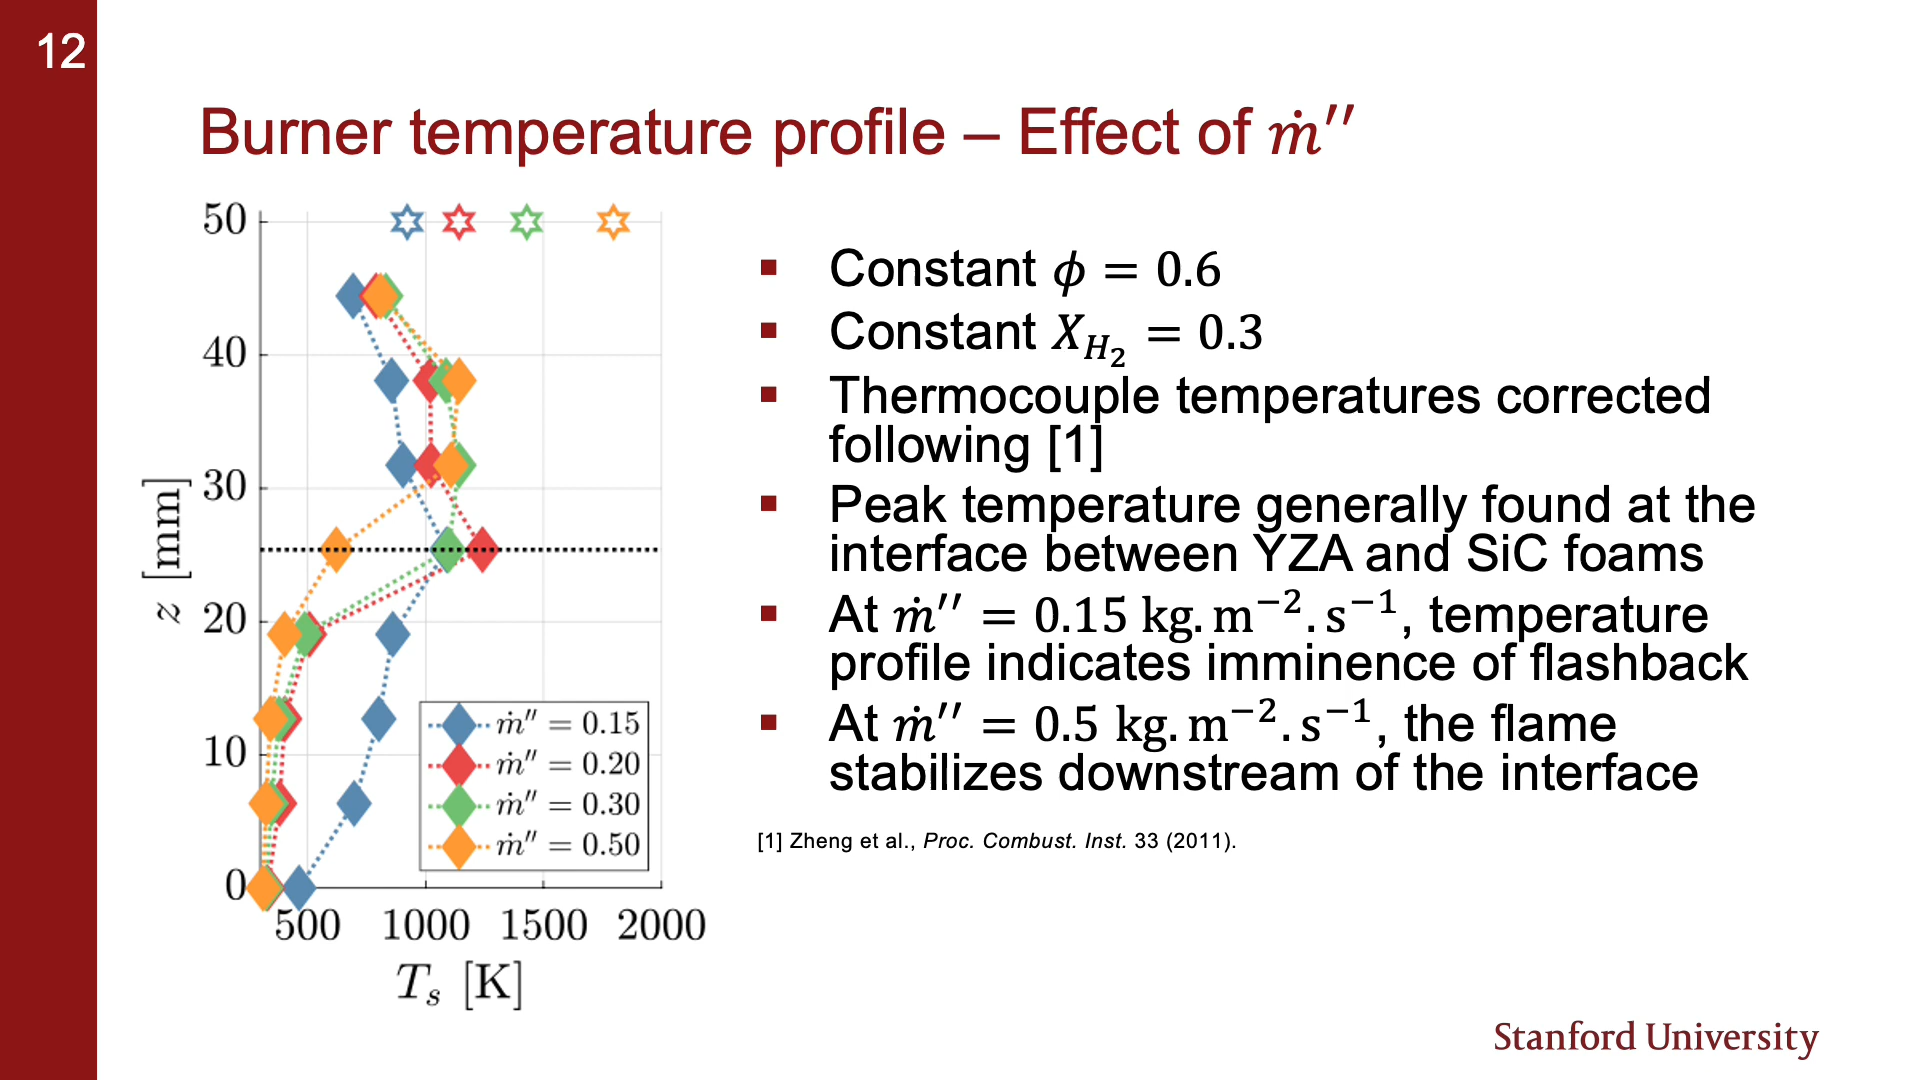 12
Burner temperature profile – Effect of ṁ′′
50
40
30
20
10
0
z [mm]
500 1000 1500 2000
T_s [K]
ṁ′′ = 0.15
ṁ′′ = 0.20
ṁ′′ = 0.30
ṁ′′ = 0.50
▪ Constant ϕ = 0.6
▪ Constant X_{H_2} = 0.3
▪ Thermocouple temperatures corrected
following [1]
▪ Peak temperature generally found at the
interface between YZA and SiC foams
▪ At ṁ′′ = 0.15 kg.m⁻².s⁻¹, temperature
profile indicates imminence of flashback
▪ At ṁ′′ = 0.5 kg.m⁻².s⁻¹, the flame
stabilizes downstream of the interface
[1] Zheng et al., Proc. Combust. Inst. 33 (2011).
Stanford University